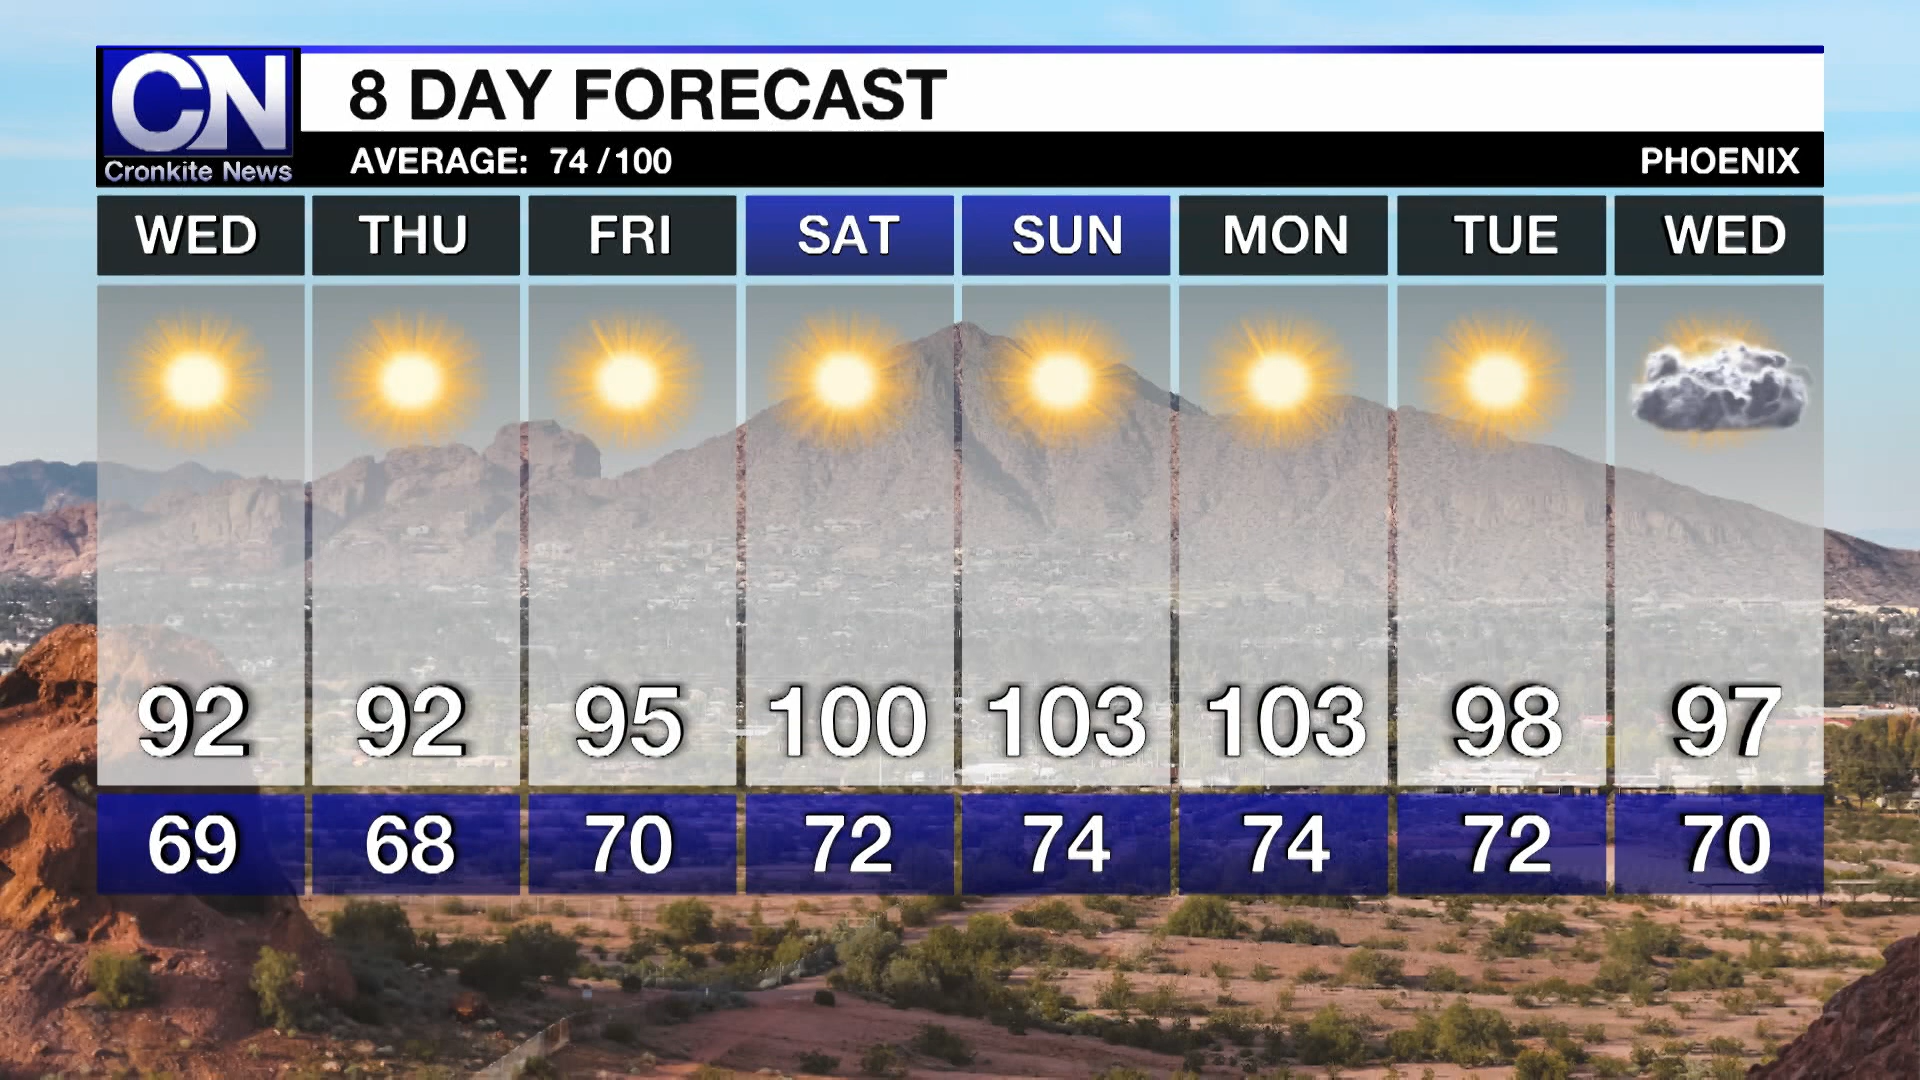 CN
Cronkite News
8 DAY FORECAST
AVERAGE: 74 / 100
PHOENIX
WED THU FRI SAT SUN MON TUE WED
92 92 95 100 103 103 98 97
69 68 70 72 74 74 72 70